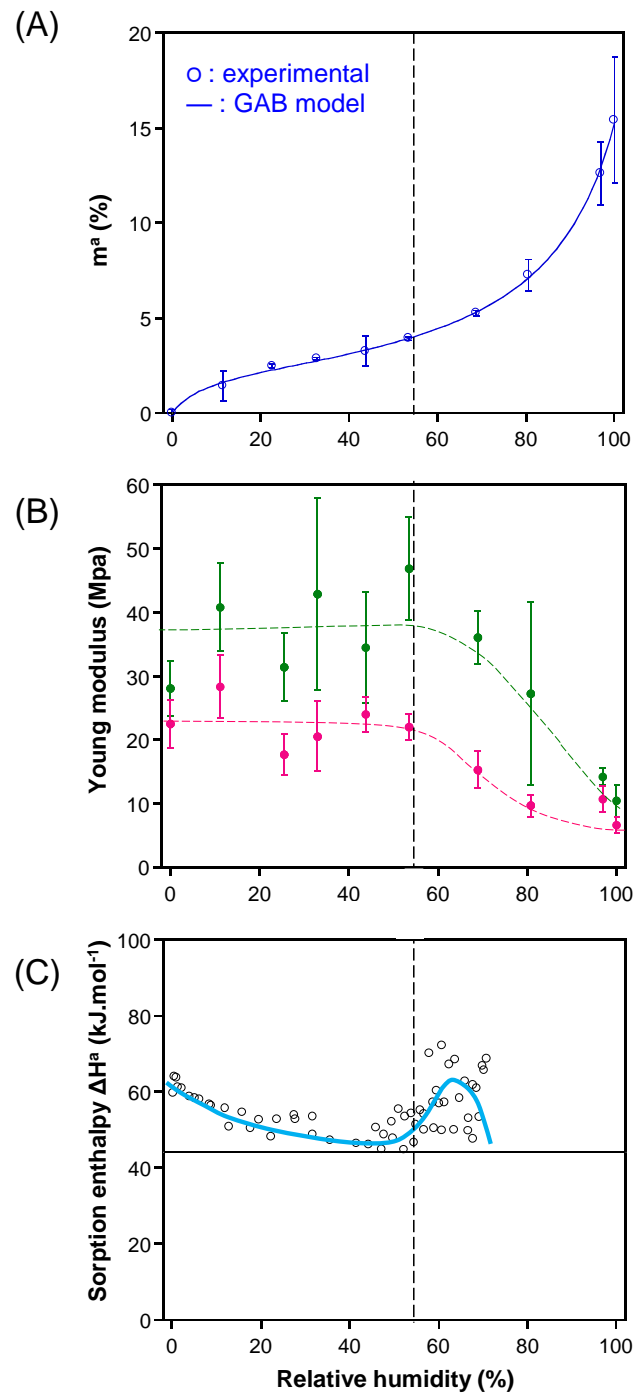 (A)
20
15
10
5
0
mᵃ (%)
○ : experimental
— : GAB model
0 20 40 60 80 100
(B)
60
50
40
30
20
10
0
Young modulus (Mpa)
0 20 40 60 80 100
(C)
100
80
60
40
20
0
Sorption enthalpy ΔHᵃ (kJ.mol⁻¹)
0 20 40 60 80 100
Relative humidity (%)